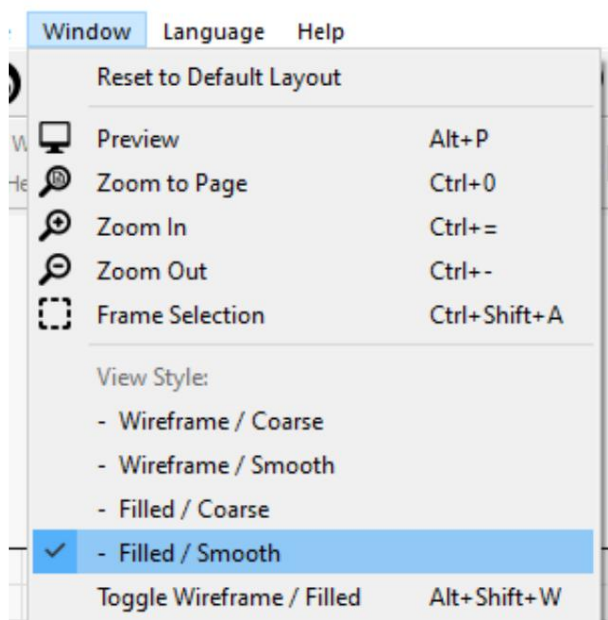 Window Language Help
Reset to Default Layout
Preview Alt+P
Zoom to Page Ctrl+0
Zoom In Ctrl+=
Zoom Out Ctrl+-
Frame Selection Ctrl+Shift+A
View Style:
- Wireframe / Coarse
- Wireframe / Smooth
- Filled / Coarse
- Filled / Smooth
Toggle Wireframe / Filled Alt+Shift+W